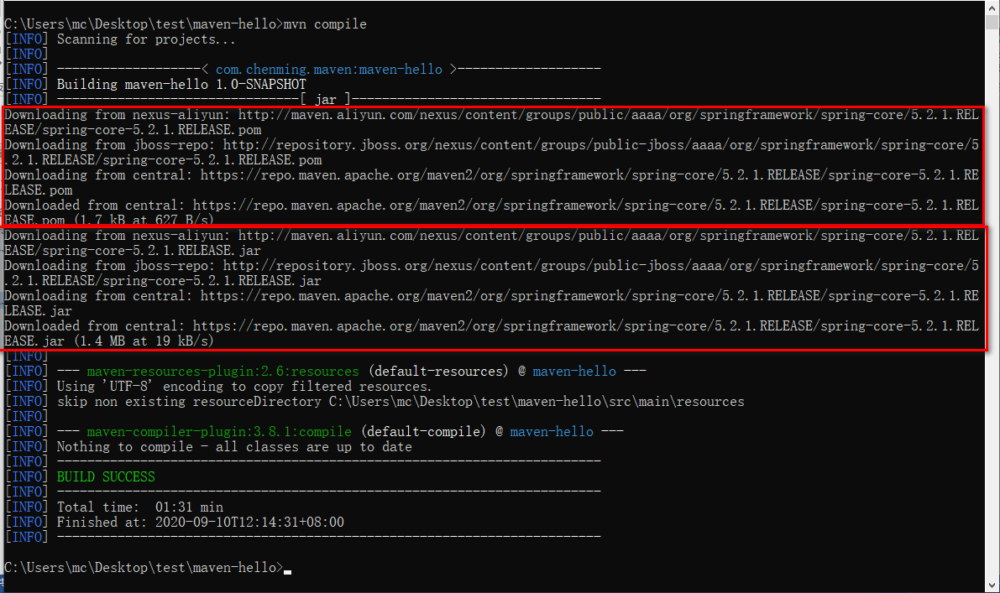 C:\Users\mc\Desktop\test\maven-hello>mvn compile
[INFO] Scanning for projects...
[INFO]
[INFO] -------------------< com.chenming.maven:maven-hello >-------------------
[INFO] Building maven-hello 1.0-SNAPSHOT
[INFO] --------------------------------[ jar ]---------------------------------
Downloading from nexus-aliyun: http://maven.aliyun.com/nexus/content/groups/public/aaaa/org/springframework/spring-core/5.2.1.REL
EASE/spring-core-5.2.1.RELEASE.pom
Downloading from jboss-repo: http://repository.jboss.org/nexus/content/groups/public-jboss/aaaa/org/springframework/spring-core/5
.2.1.RELEASE/spring-core-5.2.1.RELEASE.pom
Downloading from central: https://repo.maven.apache.org/maven2/org/springframework/spring-core/5.2.1.RELEASE/spring-core-5.2.1.RE
LEASE.pom
Downloaded from central: https://repo.maven.apache.org/maven2/org/springframework/spring-core/5.2.1.RELEASE/spring-core-5.2.1.REL
EASE.pom (1.7 kB at 627 B/s)
Downloading from nexus-aliyun: http://maven.aliyun.com/nexus/content/groups/public/aaaa/org/springframework/spring-core/5.2.1.REL
EASE/spring-core-5.2.1.RELEASE.jar
Downloading from jboss-repo: http://repository.jboss.org/nexus/content/groups/public-jboss/aaaa/org/springframework/spring-core/5
.2.1.RELEASE/spring-core-5.2.1.RELEASE.jar
Downloading from central: https://repo.maven.apache.org/maven2/org/springframework/spring-core/5.2.1.RELEASE/spring-core-5.2.1.RE
LEASE.jar
Downloaded from central: https://repo.maven.apache.org/maven2/org/springframework/spring-core/5.2.1.RELEASE/spring-core-5.2.1.REL
EASE.jar (1.4 MB at 19 kB/s)
[INFO]
[INFO] --- maven-resources-plugin:2.6:resources (default-resources) @ maven-hello ---
[INFO] Using 'UTF-8' encoding to copy filtered resources.
[INFO] skip non existing resourceDirectory C:\Users\mc\Desktop\test\maven-hello\src\main\resources
[INFO]
[INFO] --- maven-compiler-plugin:3.8.1:compile (default-compile) @ maven-hello ---
[INFO] Nothing to compile - all classes are up to date
[INFO] ------------------------------------------------------------------------
[INFO] BUILD SUCCESS
[INFO] ------------------------------------------------------------------------
[INFO] Total time:  01:31 min
[INFO] Finished at: 2020-09-10T12:14:31+08:00
[INFO] ------------------------------------------------------------------------
C:\Users\mc\Desktop\test\maven-hello>